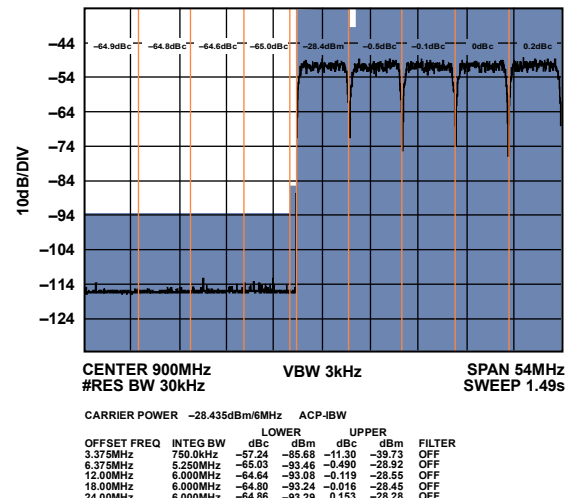 −64.9dBc −64.8dBc −64.6dBc −65.0dBc −28.4dBm −0.5dBc −0.1dBc 0dBc 0.2dBc
−44
−54
−64
−74
−84
−94
−104
−114
−124
10dB/DIV
CENTER 900MHz VBW 3kHz SPAN 54MHz
#RES BW 30kHz SWEEP 1.49s
CARRIER POWER −28.435dBm/6MHz ACP-IBW
LOWER UPPER
OFFSET FREQ INTEG BW dBc dBm dBc dBm FILTER
3.375MHz 750.0kHz −57.24 −85.68 −11.30 −39.73 OFF
6.375MHz 5.250MHz −65.03 −93.46 −0.490 −28.92 OFF
12.00MHz 6.000MHz −64.64 −93.08 −0.119 −28.55 OFF
18.00MHz 6.000MHz −64.80 −93.24 −0.016 −28.45 OFF
24.00MHz 6.000MHz −64.86 −93.29 0.153 −28.28 OFF